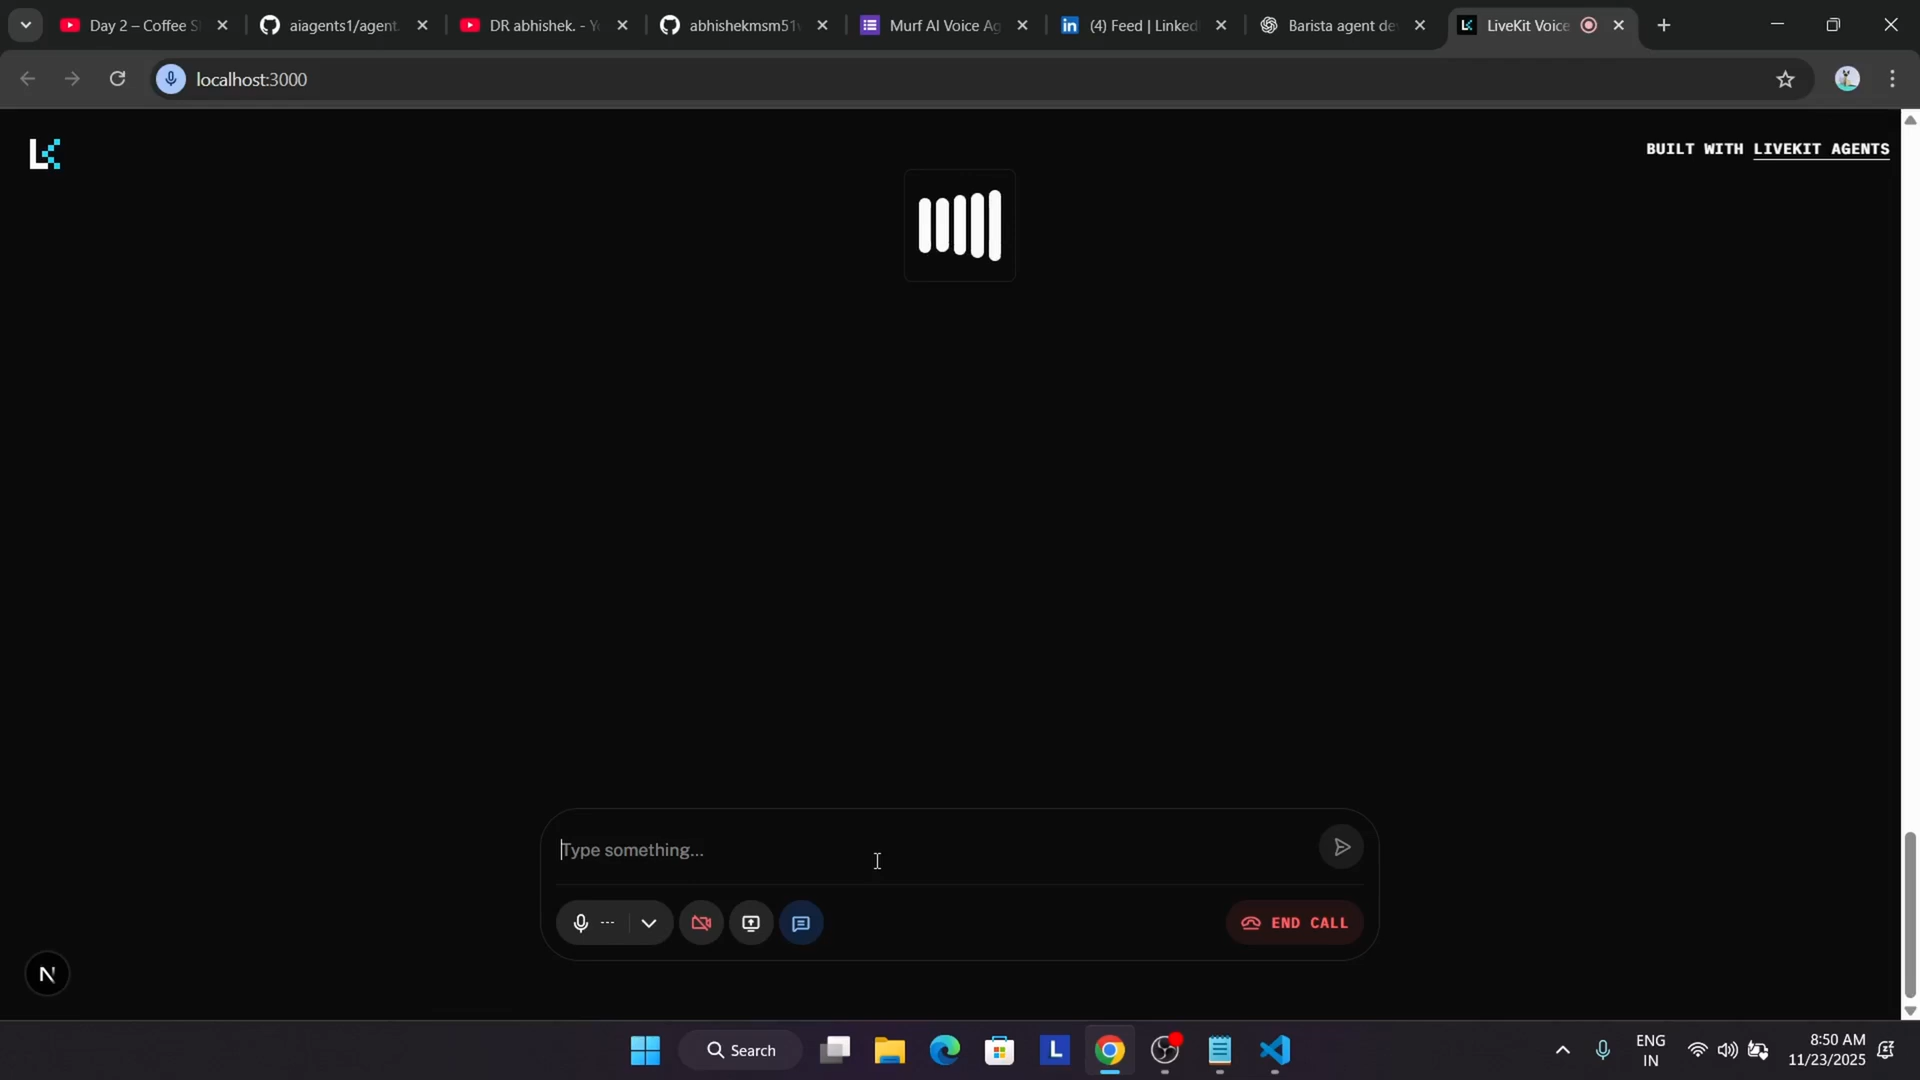 Day 2 – Coffee S
aiagents1/agent.
DR abhishek. - Y
abhishekmsm51
Murf AI Voice Ag
(4) Feed | Linked
Barista agent de
LiveKit Voice
localhost:3000
BUILT WITH LIVEKIT AGENTS
Type something...
END CALL
N
Search
L
ENG
IN
8:50 AM
11/23/2025